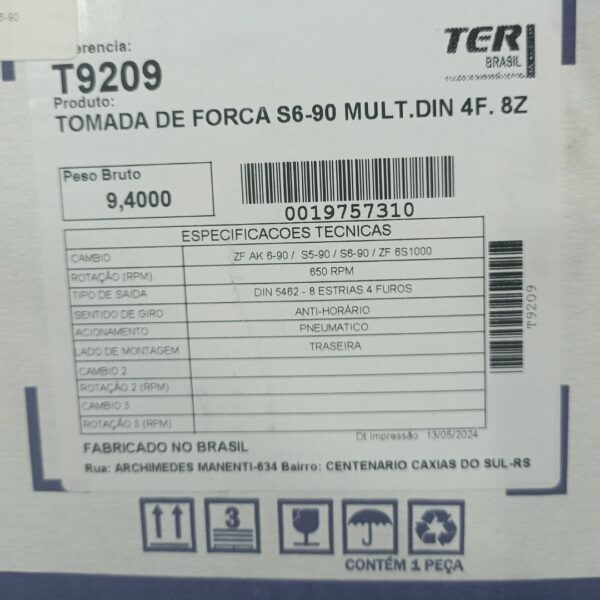 6-90
erencia:
T9209
Produto:
TOMADA DE FORCA S6-90 MULT.DIN 4F. 8Z
TER
BRASIL
Peso Bruto
9,4000
0019757310
ESPECIFICACOES TECNICAS
CAMBIO ZF AK 6-90 / S5-90 / S6-90 / ZF 6S1000
ROTAÇÃO (RPM) 650 RPM
TIPO DE SAIDA DIN 5462 - 8 ESTRIAS 4 FUROS
SENTIDO DE GIRO ANTI-HORÁRIO
ACIONAMENTO PNEUMATICO
LADO DE MONTAGEM TRASEIRA
CAMBIO 2
ROTAÇÃO 2 (RPM)
CAMBIO 3
ROTAÇÃO 3 (RPM)
T9209
Dt Impressão 13/05/2024
FABRICADO NO BRASIL
Rua: ARCHIMEDES MANENTI-634 Bairro: CENTENARIO CAXIAS DO SUL-RS
3
CONTÉM 1 PEÇA